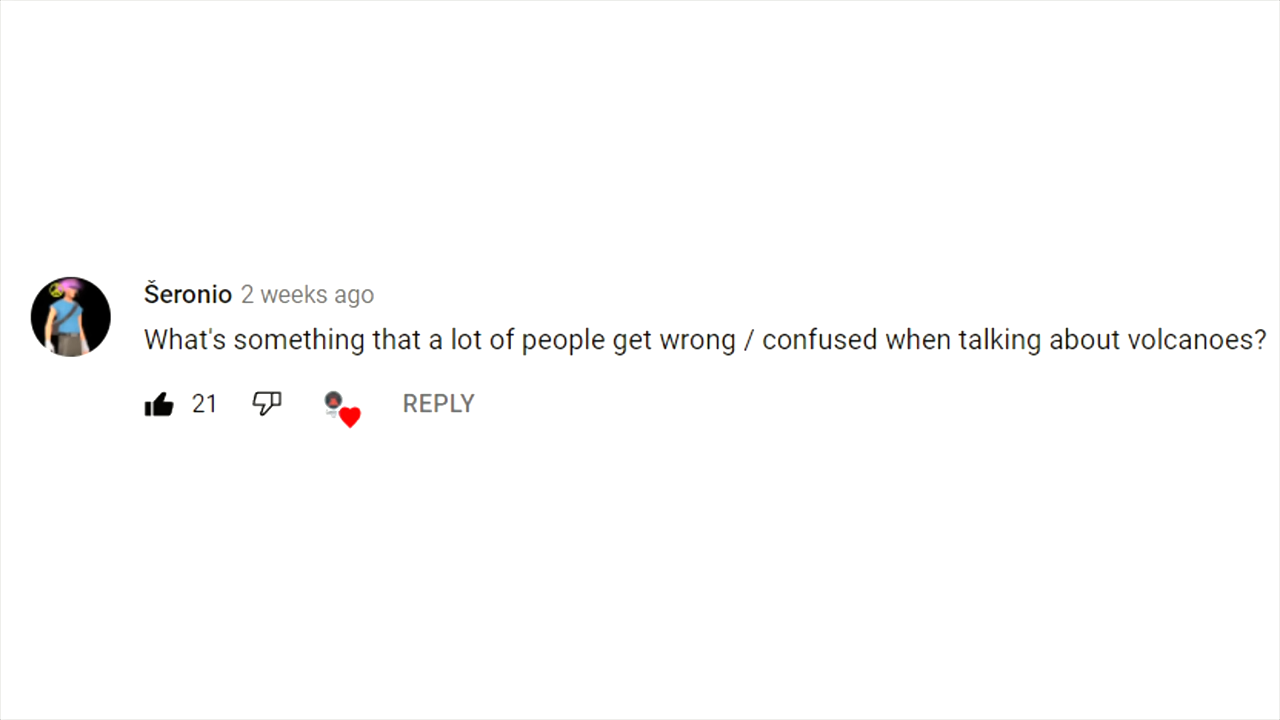 Šeronio 2 weeks ago
What's something that a lot of people get wrong / confused when talking about volcanoes?
21 REPLY